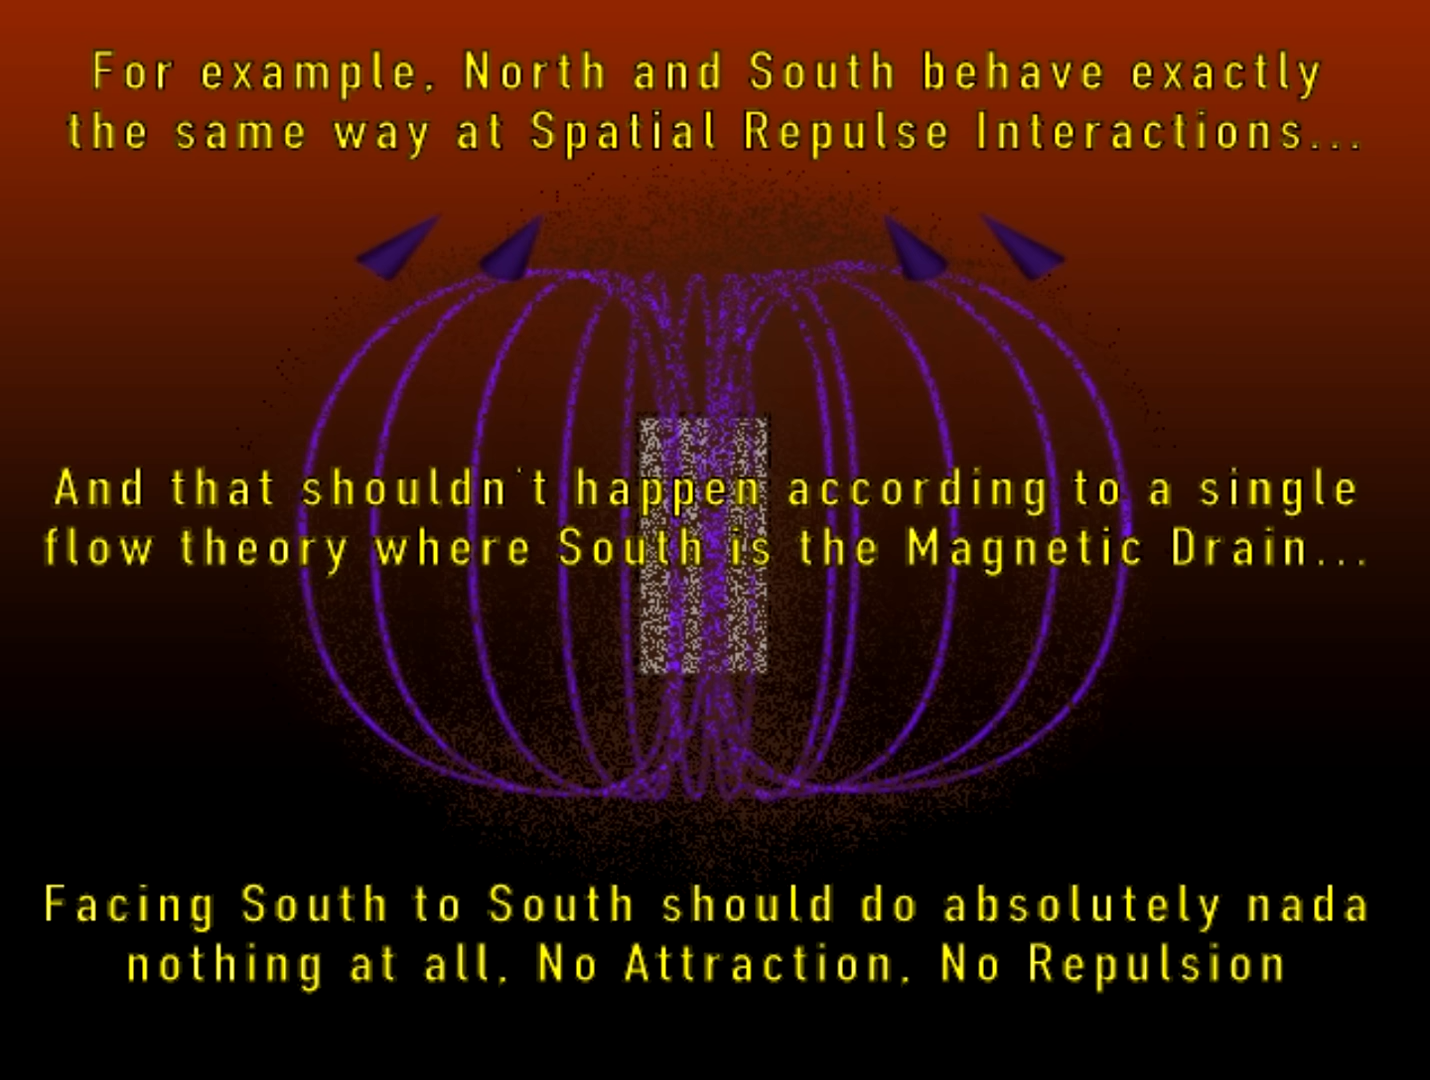 For example, North and South behave exactly
the same way at Spatial Repulse Interactions...
And that shouldn't happen according to a single
flow theory where South is the Magnetic Drain...
Facing South to South should do absolutely nada
nothing at all, No Attraction, No Repulsion